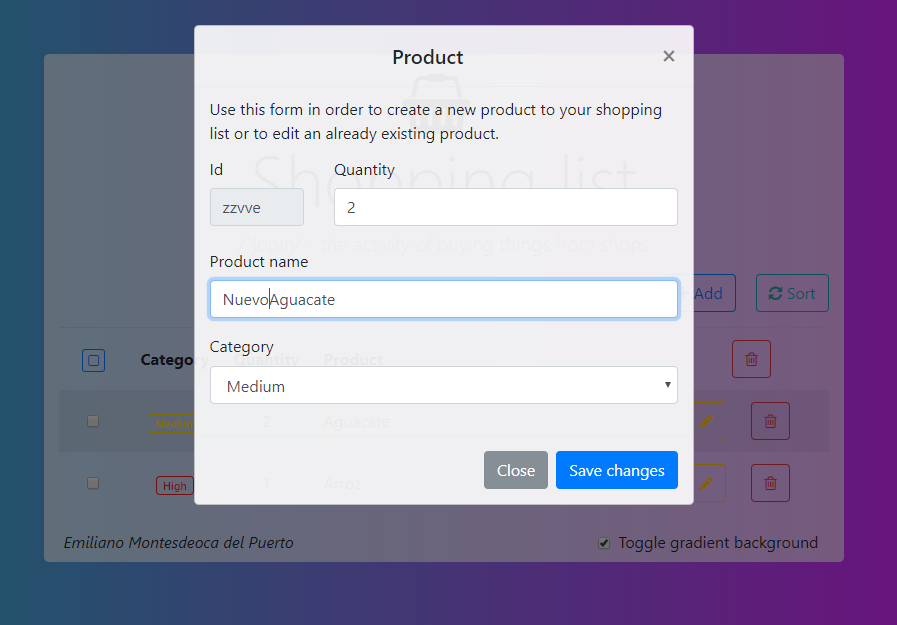 Product ×
Use this form in order to create a new product to your shopping
list or to edit an already existing product.
Id Quantity
zzvve 2
Product name
NuevoAguacate
Category
Medium
Close Save changes
Shopping list
the activity of buying things from shops
Add Sort
Category Quantity Product
Medium 2 Aguacate
High 1 Arroz
Emiliano Montesdeoca del Puerto Toggle gradient background